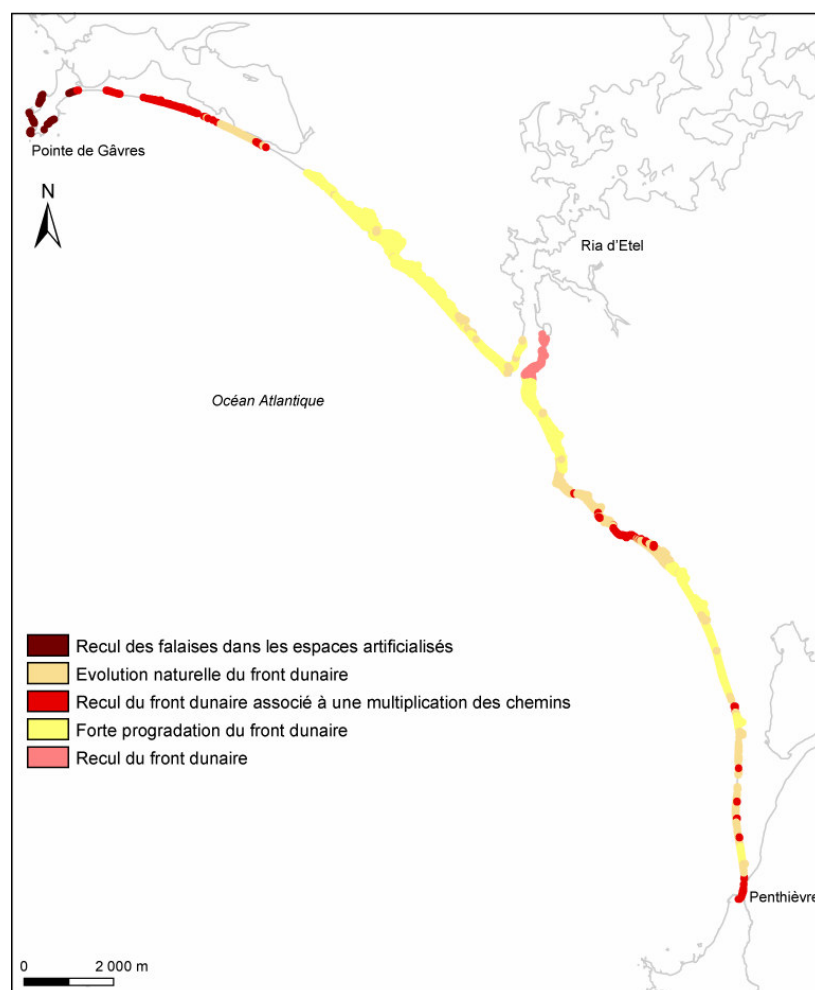 Pointe de Gâvres
N
Ria d'Etel
Océan Atlantique
Recul des falaises dans les espaces artificialisés
Evolution naturelle du front dunaire
Recul du front dunaire associé à une multiplication des chemins
Forte progradation du front dunaire
Recul du front dunaire
Penthièvre
0 2 000 m